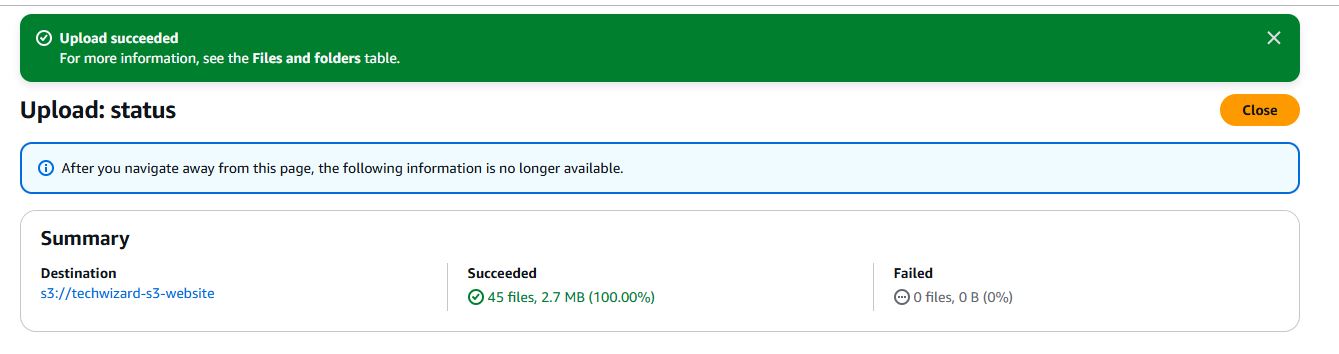 Upload succeeded
For more information, see the Files and folders table.
Upload: status
Close
After you navigate away from this page, the following information is no longer available.
Summary
Destination
s3://techwizard-s3-website
Succeeded
45 files, 2.7 MB (100.00%)
Failed
0 files, 0 B (0%)